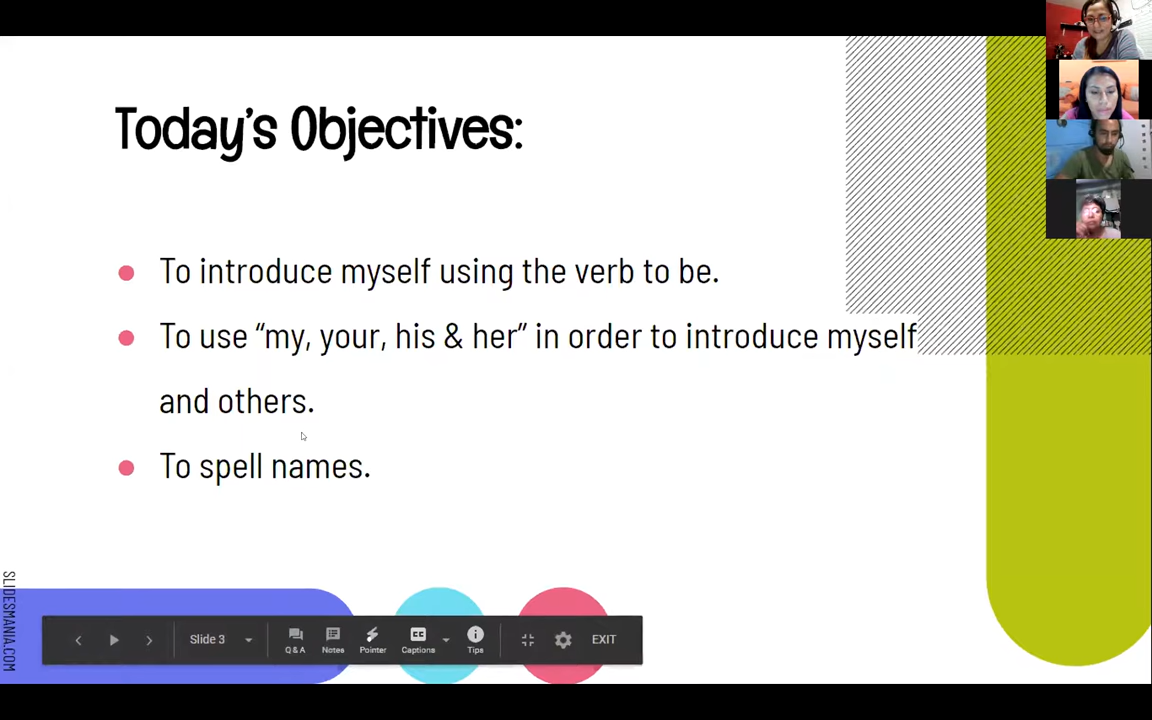 Today's Objectives:
To introduce myself using the verb to be.
To use “my, your, his & her” in order to introduce myself
and others.
To spell names.
SLIDESMANIA.COM
Slide 3
Q & A
Notes
Pointer
CC
Captions
Tips
EXIT